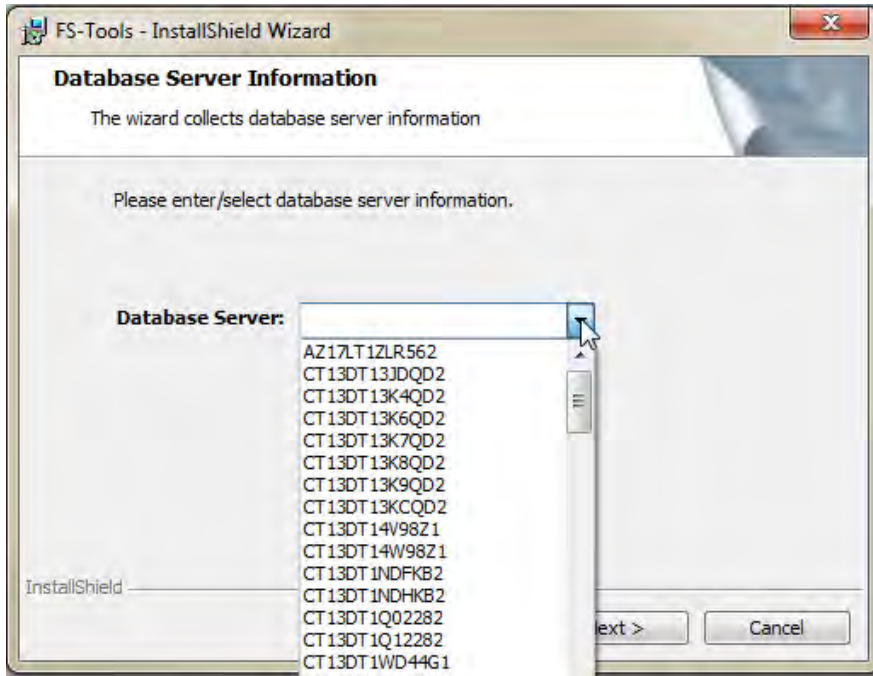 FS-Tools - InstallShield Wizard
Database Server Information
The wizard collects database server information
Please enter/select database server information.
Database Server:
AZ17LT1ZLR562
CT13DT13JDQD2
CT13DT13K4QD2
CT13DT13K6QD2
CT13DT13K7QD2
CT13DT13K8QD2
CT13DT13K9QD2
CT13DT13KCQD2
CT13DT14V98Z1
CT13DT14W98Z1
CT13DT1NDFKB2
CT13DT1NDHKB2
CT13DT1Q02282
CT13DT1Q12282
CT13DT1WD44G1
InstallShield
ext >
Cancel